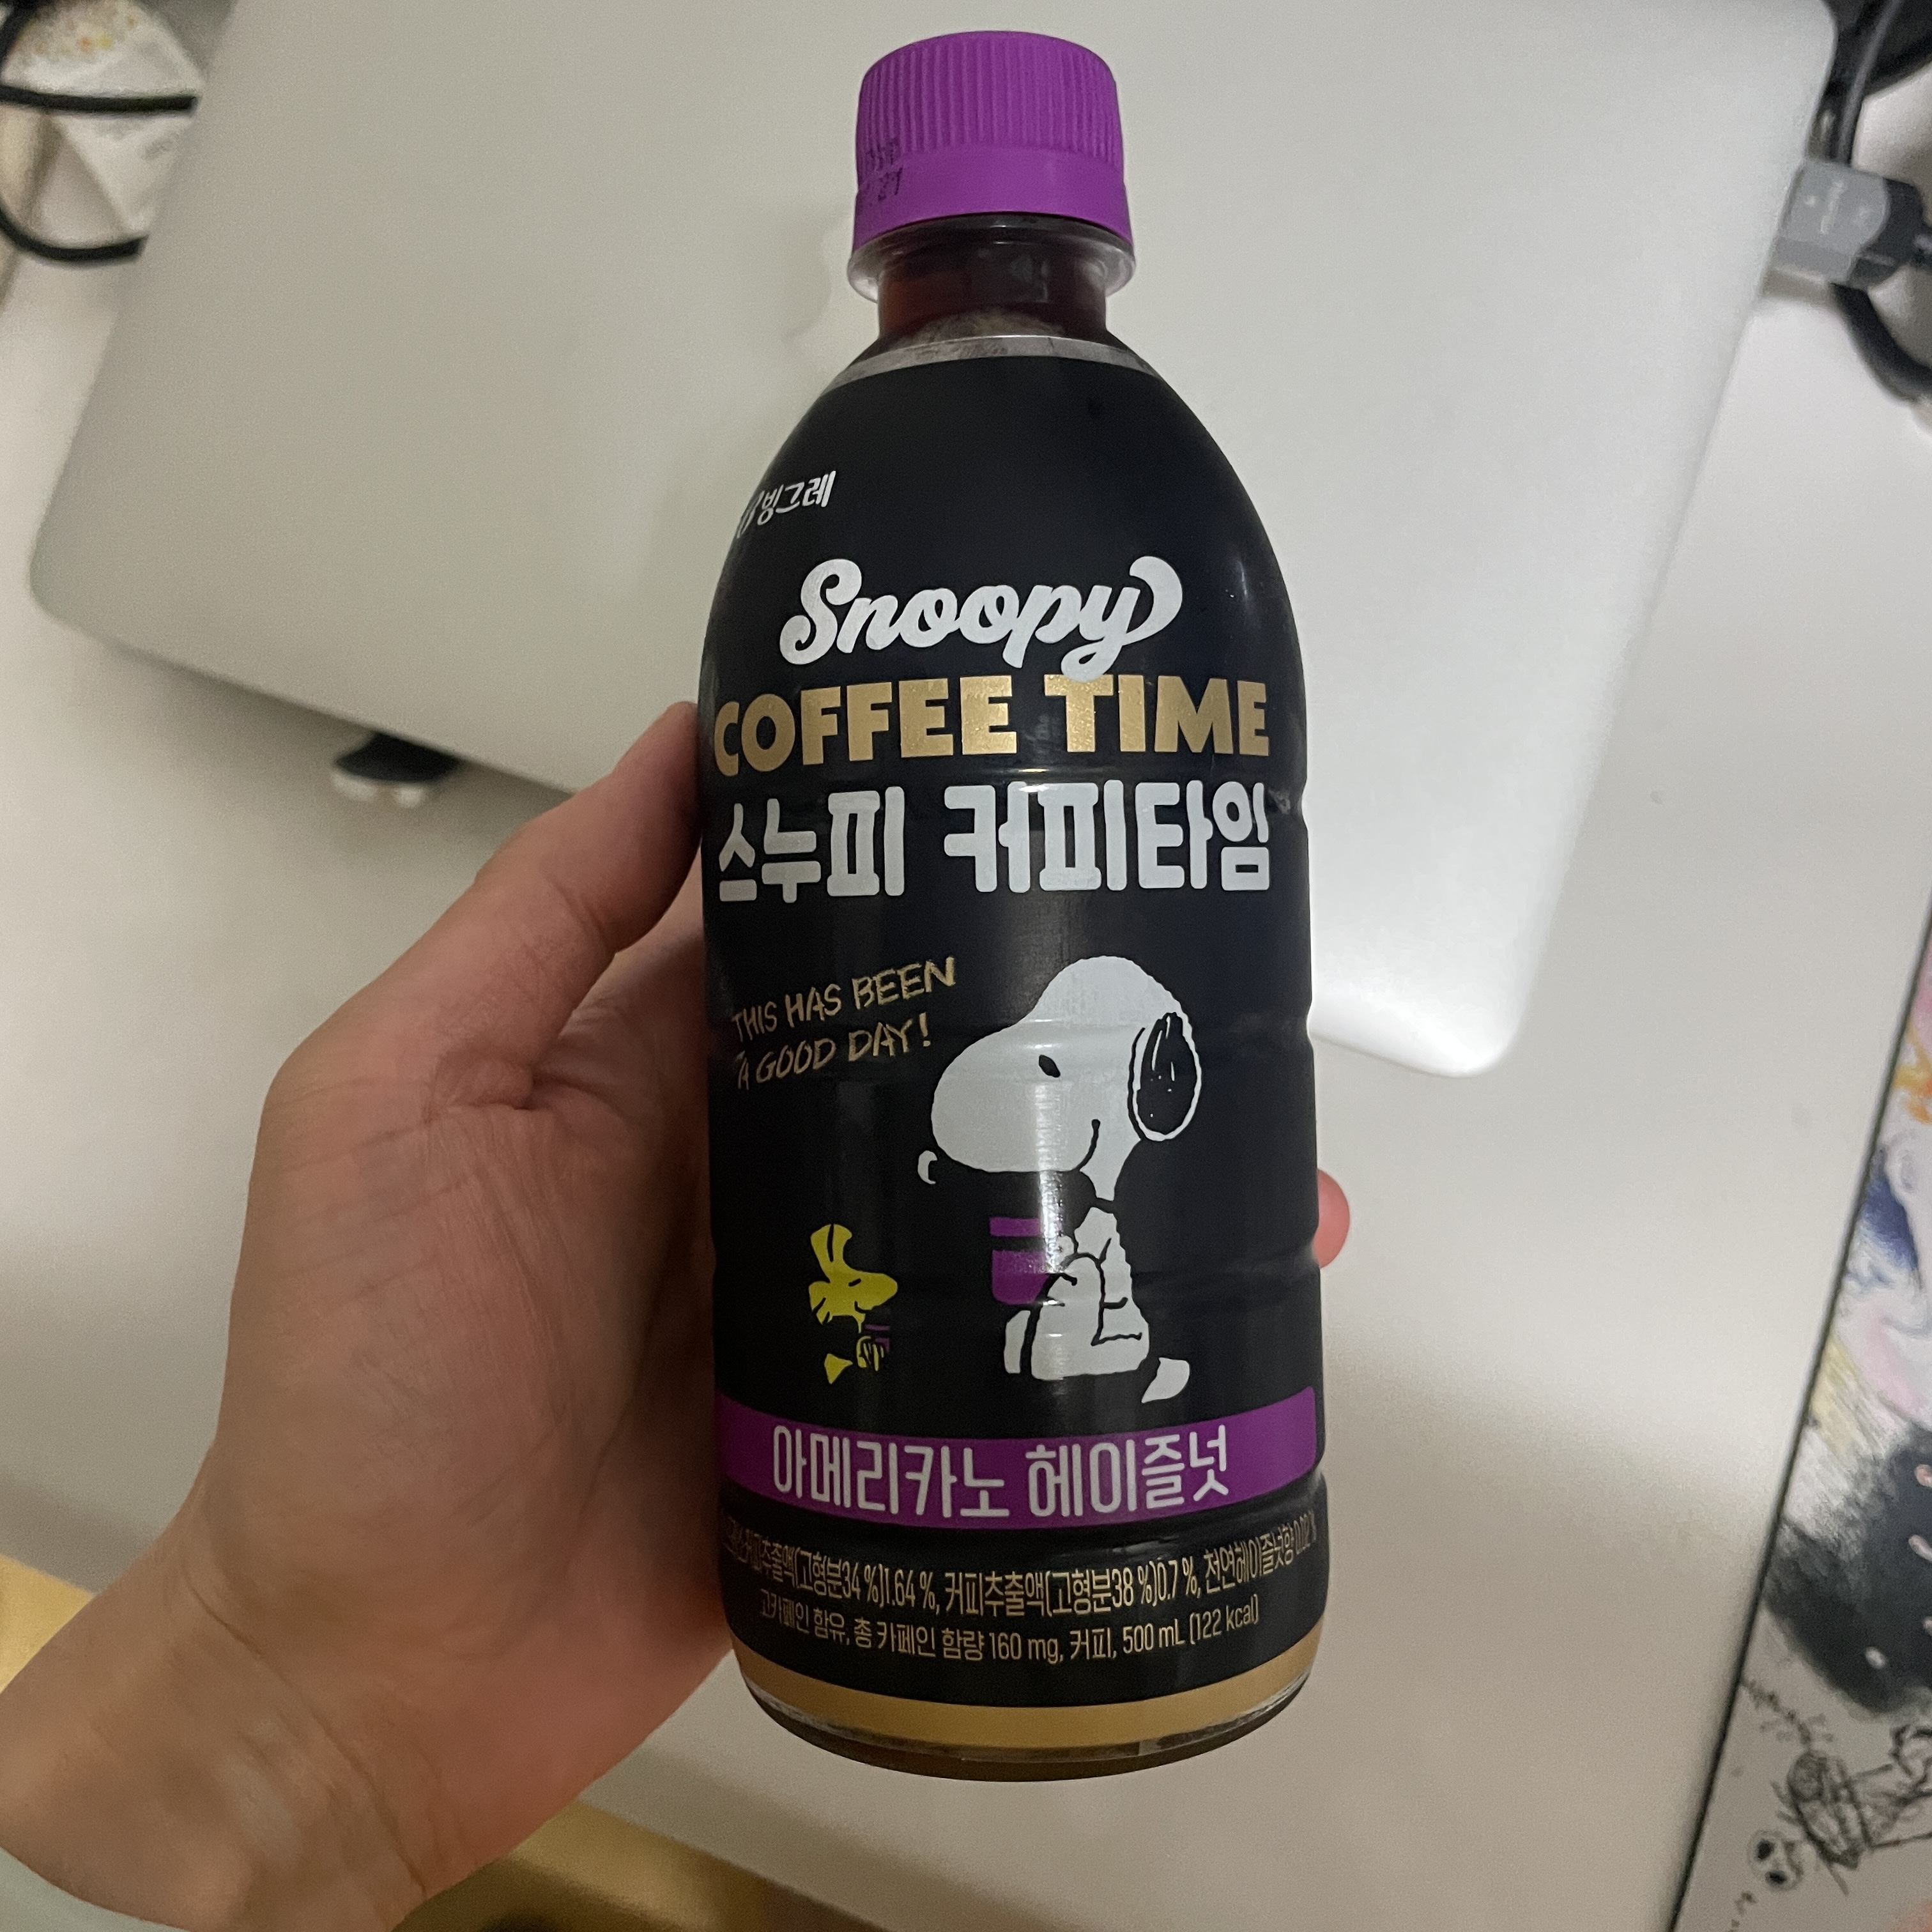 빙그레
Snoopy
COFFEE TIME
스누피 커피타임
THIS HAS BEEN
A GOOD DAY!
아메리카노 헤이즐넛
커피추출액(고형분34 %)1.64 %, 커피추출액(고형분38 %)0.7 %, 천연헤이즐넛향 0.02 %
고카페인 함유, 총 카페인 함량 160 mg, 커피, 500 mL (122 kcal)